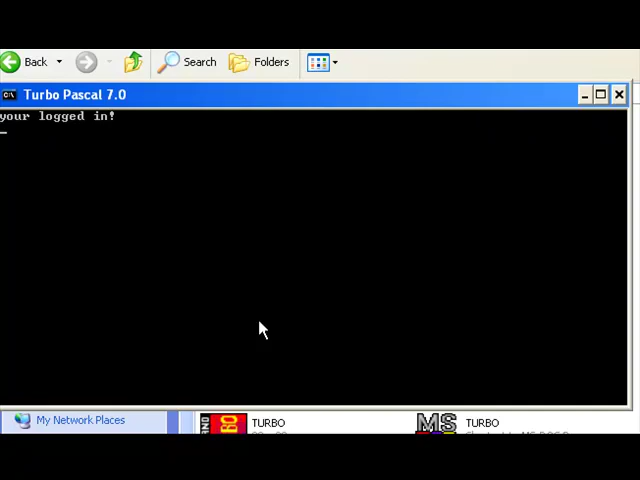 Back Search Folders
Turbo Pascal 7.0
your logged in!
My Network Places TURBO TURBO